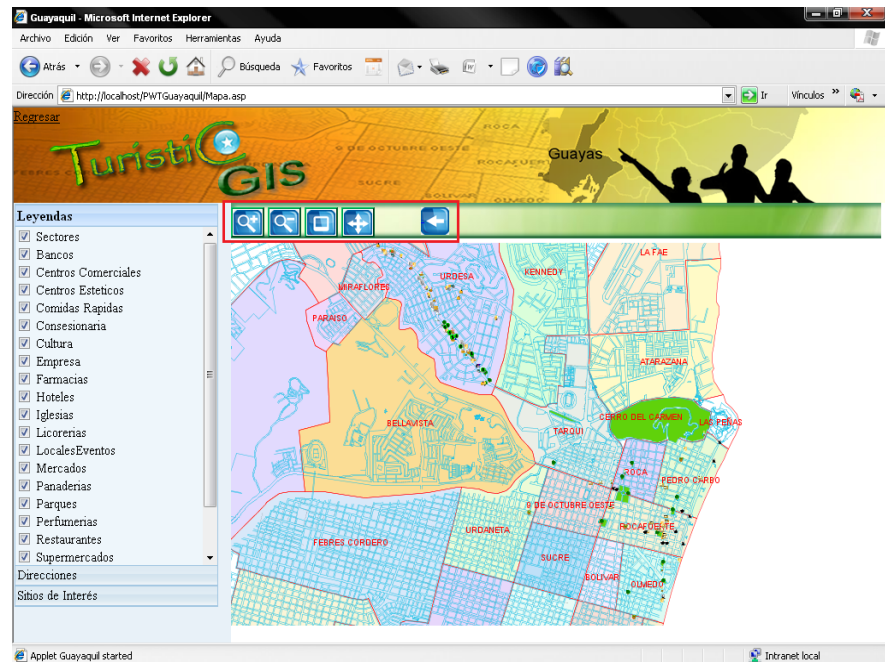 Guayaquil - Microsoft Internet Explorer
Archivo Edición Ver Favoritos Herramientas Ayuda
Atrás Búsqueda Favoritos
Dirección http://localhost/PWTGuayaquil/Mapa.asp Ir Vínculos »
Regresar
TuristiC
GIS
Guayas
ROCA
9 DE OCTUBRE OESTE
ROCAFUERTE
SUCRE
BOLIVAR
OLMEDO
Leyendas
Sectores
Bancos
Centros Comerciales
Centros Esteticos
Comidas Rapidas
Consesionaria
Cultura
Empresa
Farmacias
Hoteles
Iglesias
Licorerias
LocalesEventos
Mercados
Panaderias
Parques
Perfumerias
Restaurantes
Supermercados
Direcciones
Sitios de Interés
LA FAE
URDESA
KENNEDY
MIRAFLORES
PARAISO
ATARAZANA
BELLAVISTA
CERRO DEL CARMEN
LAS PEÑAS
TARQUI
ROCA
PEDRO CARBO
9 DE OCTUBRE OESTE
ROCAFUERTE
URDANETA
FEBRES CORDERO
SUCRE
BOLIVAR
OLMEDO
Applet Guayaquil started
Intranet local